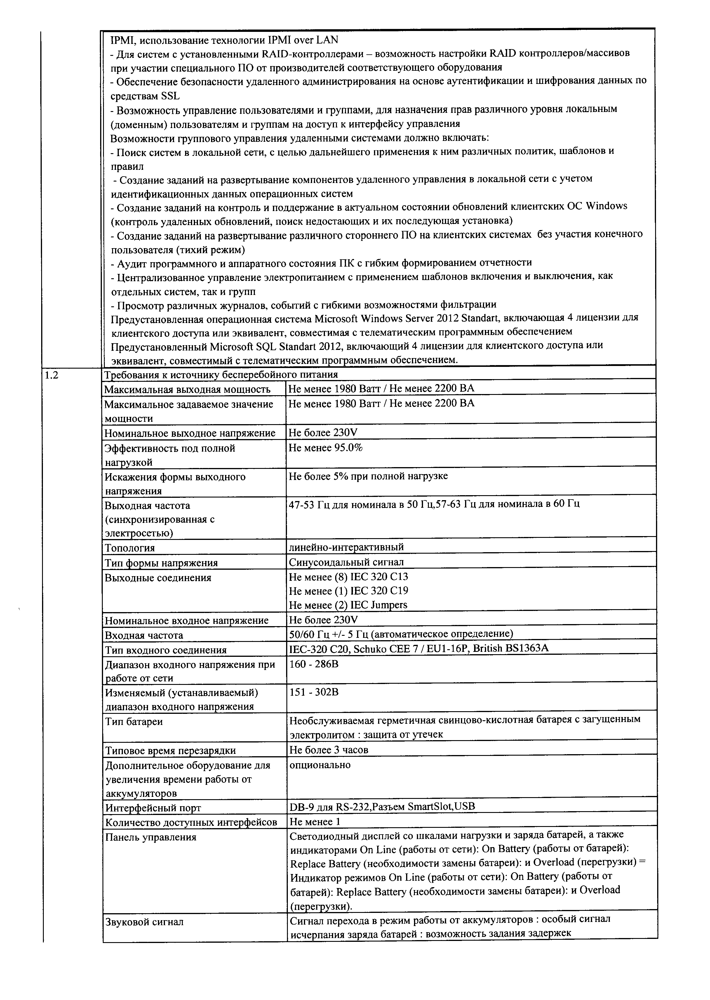 IPMI, использование технологии IPMI over LAN
- Для систем с установленными RAID-контроллерами – возможность настройки RAID контроллеров/массивов
при участии специального ПО от производителей соответствующего оборудования
- Обеспечение безопасности удаленного администрирования на основе аутентификации и шифрования данных по
средствам SSL
- Возможность управление пользователями и группами, для назначения прав различного уровня локальным
(доменным) пользователям и группам на доступ к интерфейсу управления
Возможности группового управления удаленными системами должно включать:
- Поиск систем в локальной сети, с целью дальнейшего применения к ним различных политик, шаблонов и
правил
- Создание заданий на развертывание компонентов удаленного управления в локальной сети с учетом
идентификационных данных операционных систем
- Создание заданий на контроль и поддержание в актуальном состоянии обновлений клиентских ОС Windows
(контроль удаленных обновлений, поиск недостающих и их последующая установка)
- Создание заданий на развертывание различного стороннего ПО на клиентских системах без участия конечного
пользователя (тихий режим)
- Аудит программного и аппаратного состояния ПК с гибким формированием отчетности
- Централизованное управление электропитанием с применением шаблонов включения и выключения, как
отдельных систем, так и групп
- Просмотр различных журналов, событий с гибкими возможностями фильтрации
Предустановленная операционная система Microsoft Windows Server 2012 Standart, включающая 4 лицензии для
клиентского доступа или эквивалент, совместимая с телематическим программным обеспечением
Предустановленный Microsoft SQL Standart 2012, включающий 4 лицензии для клиентского доступа или
эквивалент, совместимый с телематическим программным обеспечением.
1.2 Требования к источнику бесперебойного питания
Максимальная выходная мощность Не менее 1980 Ватт / Не менее 2200 ВА
Максимальное задаваемое значение Не менее 1980 Ватт / Не менее 2200 ВА
мощности
Номинальное выходное напряжение Не более 230V
Эффективность под полной Не менее 95.0%
нагрузкой
Искажения формы выходного Не более 5% при полной нагрузке
напряжения
Выходная частота 47-53 Гц для номинала в 50 Гц,57-63 Гц для номинала в 60 Гц
(синхронизированная с
электросетью)
Топология линейно-интерактивный
Тип формы напряжения Синусоидальный сигнал
Выходные соединения Не менее (8) IEC 320 C13
Не менее (1) IEC 320 C19
Не менее (2) IEC Jumpers
Номинальное входное напряжение Не более 230V
Входная частота 50/60 Гц +/- 5 Гц (автоматическое определение)
Тип входного соединения IEC-320 C20, Schuko CEE 7 / EU1-16P, British BS1363A
Диапазон входного напряжения при 160 - 286В
работе от сети
Изменяемый (устанавливаемый) 151 - 302В
диапазон входного напряжения
Тип батареи Необслуживаемая герметичная свинцово-кислотная батарея с загущенным
электролитом : защита от утечек
Типовое время перезарядки Не более 3 часов
Дополнительное оборудование для опционально
увеличения времени работы от
аккумуляторов
Интерфейсный порт DB-9 для RS-232,Разъем SmartSlot,USB
Количество доступных интерфейсов Не менее 1
Панель управления Светодиодный дисплей со шкалами нагрузки и заряда батарей, а также
индикаторами On Line (работы от сети): On Battery (работы от батарей):
Replace Battery (необходимости замены батареи): и Overload (перегрузки) =
Индикатор режимов On Line (работы от сети): On Battery (работы от
батарей): Replace Battery (необходимости замены батареи): и Overload
(перегрузки).
Звуковой сигнал Сигнал перехода в режим работы от аккумуляторов : особый сигнал
исчерпания заряда батарей : возможность задания задержек